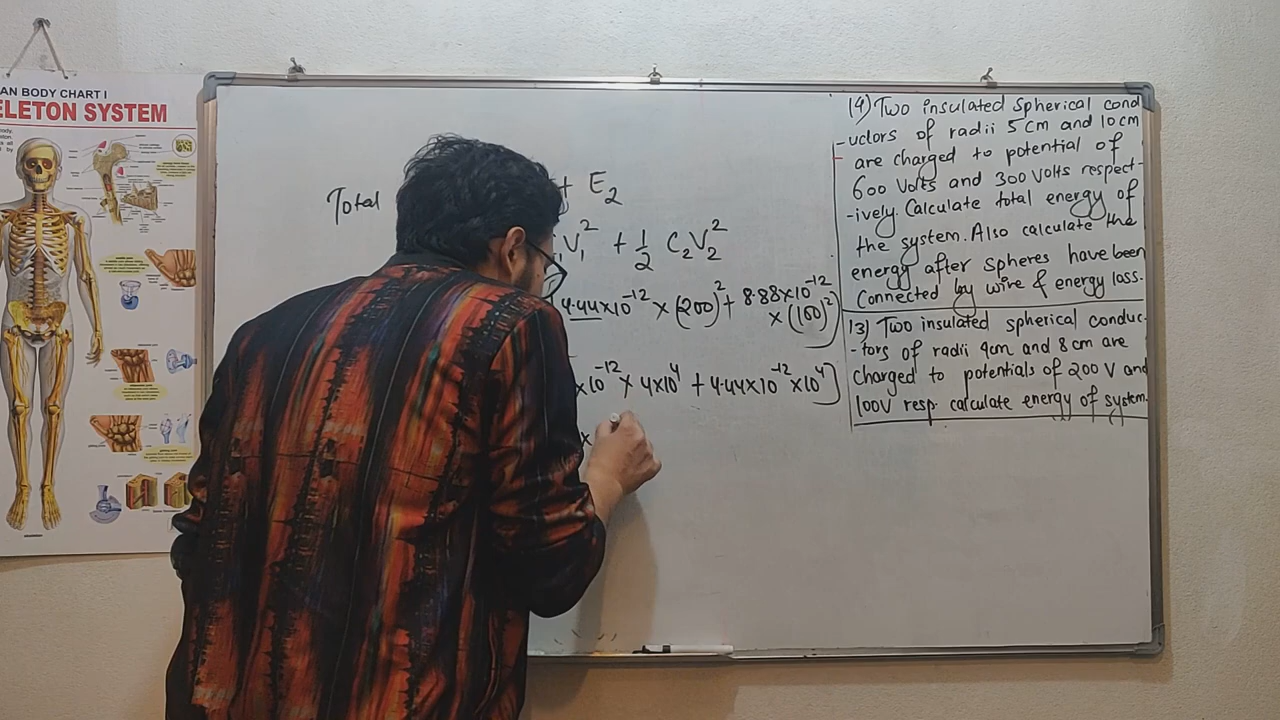 AN BODY CHART I
ELETON SYSTEM
Total + E₂
V₁² + 1/2 C₂V₂²
4.44×10⁻¹² × (200)² + 8.88×10⁻¹²
× (100)²)
×10⁻¹² × 4×10⁴ + 4.44×10⁻¹² ×10⁴)
×
14) Two insulated spherical cond
-uctors of radii 5 cm and 10 cm
are charged to potential of
600 Volts and 300 Volts respect-
-ively. Calculate total energy of
the system. Also calculate the
energy after spheres have been
Connected by wire & energy loss.
13) Two insulated spherical conduc-
-tors of radii 4cm and 8 cm are
charged to potentials of 200 V and
100V resp. calculate energy of system.